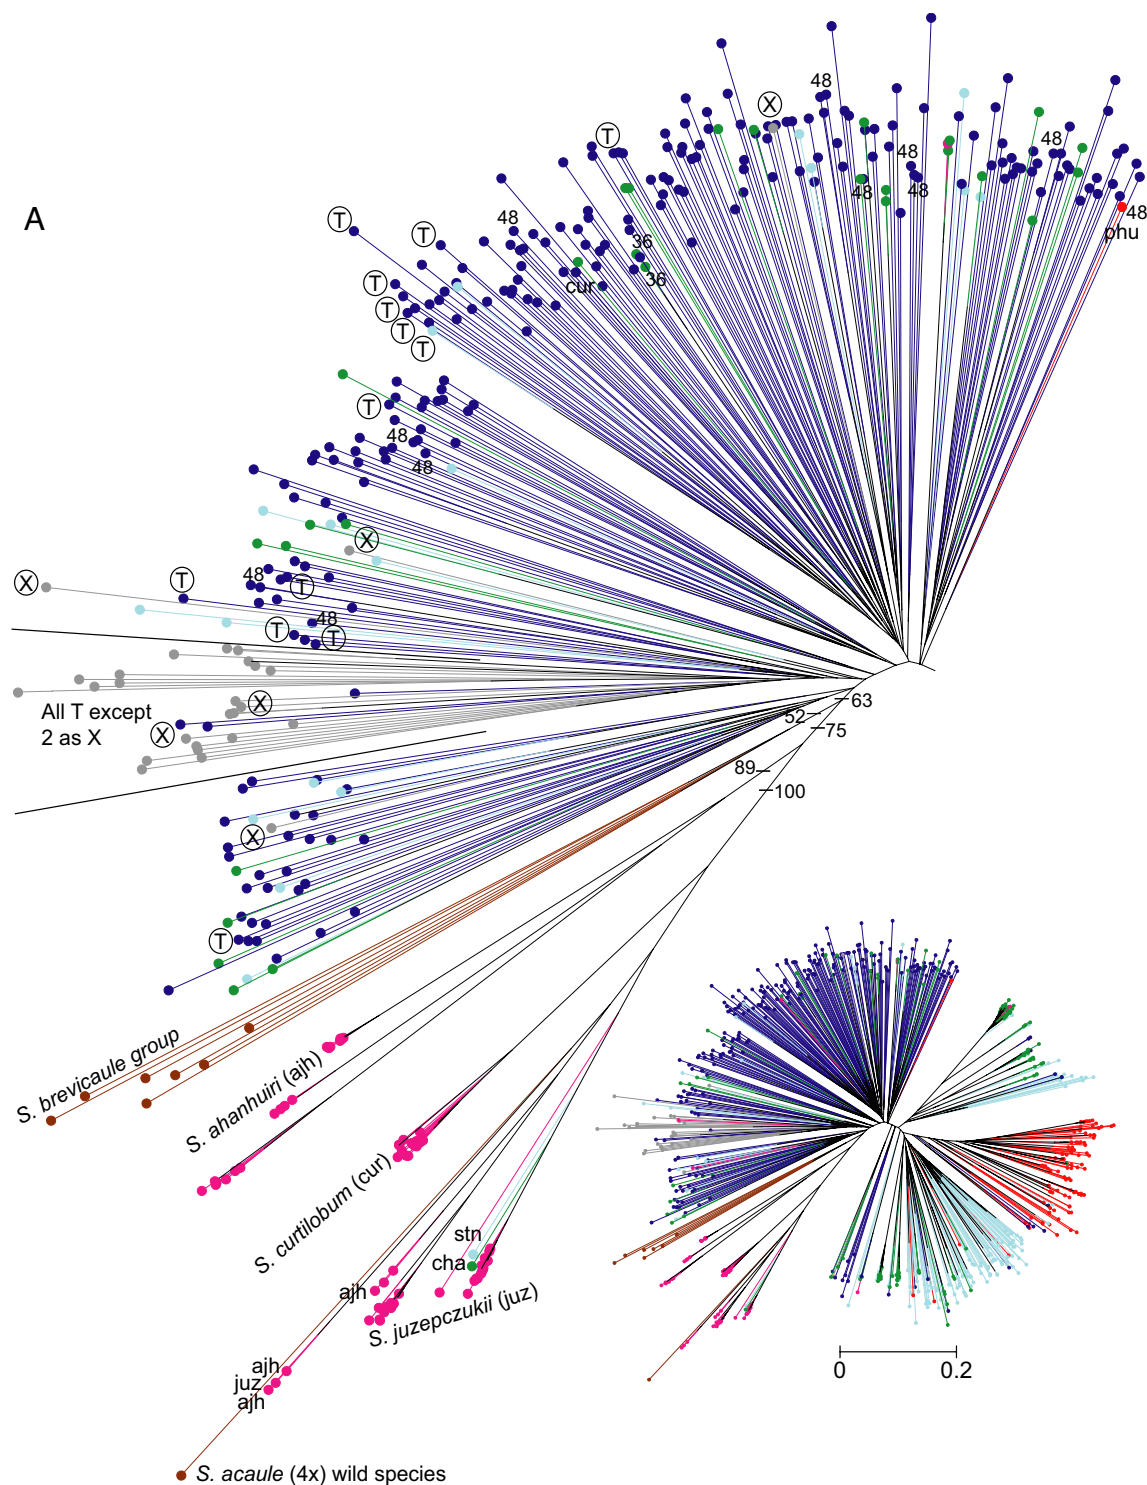 A
X
48
T
48
48
48
48
48
phu
T
T
48
36
36
cur
T
T
T
T
T
48
48
X
X
T
48
T
48
T
T
All T except
2 as X
X
X
63
52
75
89
100
X
T
S. brevicaule group
S. ahanhuiri (ajh)
S. curtilobum (cur)
stn
cha
ajh
S. juzepczukii (juz)
ajh
juz
ajh
0 0.2
S. acaule (4x) wild species